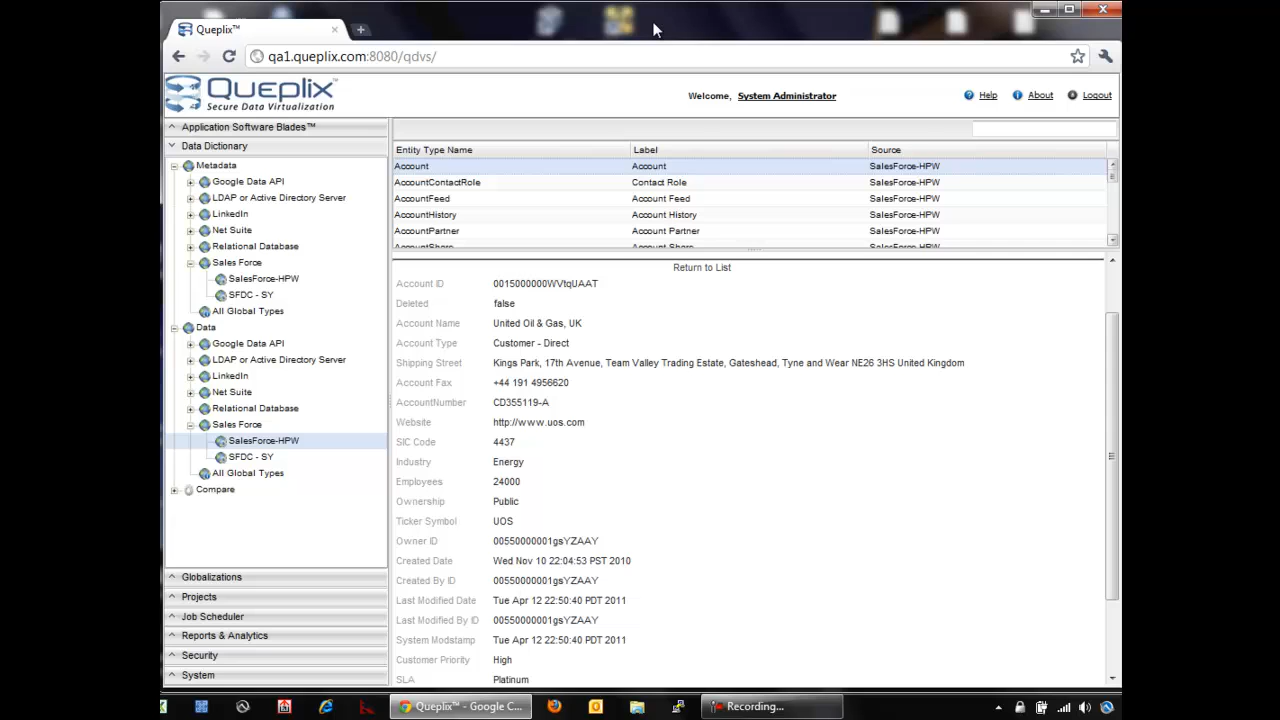 Queplix™
qa1.queplix.com:8080/qdvs/
Queplix™
Secure Data Virtualization
Welcome, System Administrator
Help About Logout
Application Software Blades™
Data Dictionary
Metadata
Google Data API
LDAP or Active Directory Server
LinkedIn
Net Suite
Relational Database
Sales Force
SalesForce-HPW
SFDC - SY
All Global Types
Data
Google Data API
LDAP or Active Directory Server
LinkedIn
Net Suite
Relational Database
Sales Force
SalesForce-HPW
SFDC - SY
All Global Types
Compare
Globalizations
Projects
Job Scheduler
Reports & Analytics
Security
System
Entity Type Name Label Source
Account Account SalesForce-HPW
AccountContactRole Contact Role SalesForce-HPW
AccountFeed Account Feed SalesForce-HPW
AccountHistory Account History SalesForce-HPW
AccountPartner Account Partner SalesForce-HPW
AccountShare Account Share SalesForce-HPW
Return to List
Account ID 0015000000WVtqUAAT
Deleted false
Account Name United Oil & Gas, UK
Account Type Customer - Direct
Shipping Street Kings Park, 17th Avenue, Team Valley Trading Estate, Gateshead, Tyne and Wear NE26 3HS United Kingdom
Account Fax +44 191 4956620
AccountNumber CD355119-A
Website http://www.uos.com
SIC Code 4437
Industry Energy
Employees 24000
Ownership Public
Ticker Symbol UOS
Owner ID 00550000001gsYZAAY
Created Date Wed Nov 10 22:04:53 PST 2010
Created By ID 00550000001gsYZAAY
Last Modified Date Tue Apr 12 22:50:40 PDT 2011
Last Modified By ID 00550000001gsYZAAY
System Modstamp Tue Apr 12 22:50:40 PDT 2011
Customer Priority High
SLA Platinum
Queplix™ - Google C...
Recording...